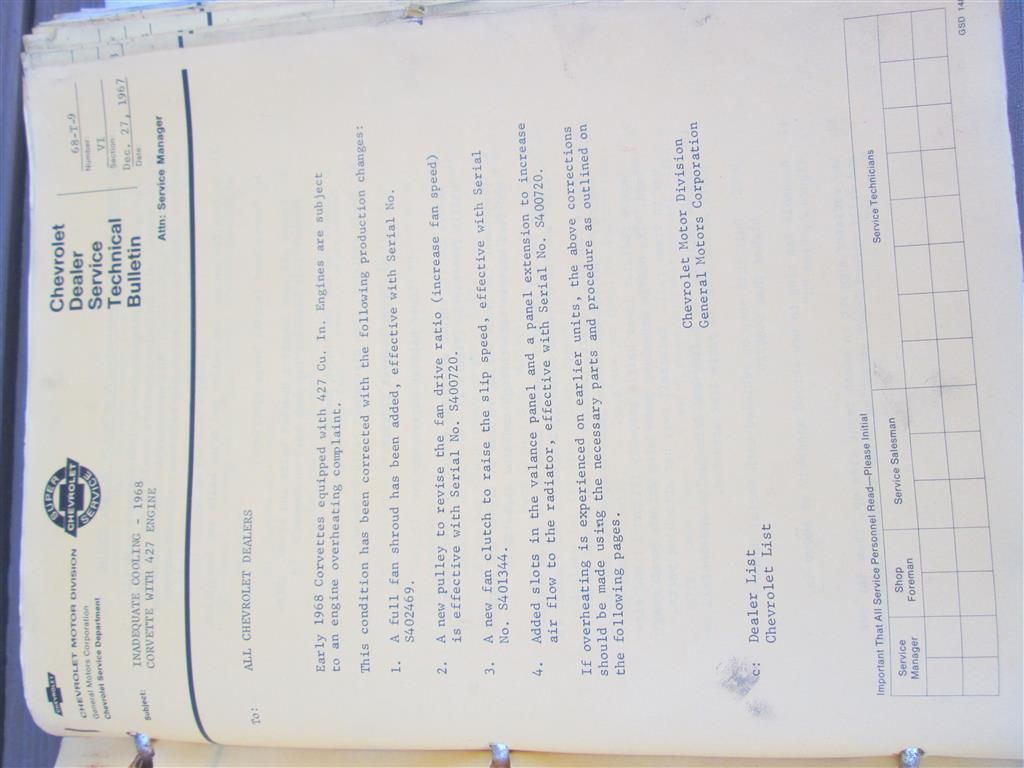 CHEVROLET
CHEVROLET MOTOR DIVISION
General Motors Corporation
Chevrolet Service Department
SUPER
CHEVROLET
SERVICE
Chevrolet
Dealer
Service
Technical
Bulletin
68-T-9
Number:
VI
Section:
Dec. 27, 1967
Date:
Subject:
INADEQUATE COOLING - 1968
CORVETTE WITH 427 ENGINE
Attn: Service Manager
To:
ALL CHEVROLET DEALERS
Early 1968 Corvettes equipped with 427 Cu. In. Engines are subject
to an engine overheating complaint.
This condition has been corrected with the following production changes:
1. A full fan shroud has been added, effective with Serial No.
S402469.
2. A new pulley to revise the fan drive ratio (increase fan speed)
is effective with Serial No. S400720.
3. A new fan clutch to raise the slip speed, effective with Serial
No. S401344.
4. Added slots in the valance panel and a panel extension to increase
air flow to the radiator, effective with Serial No. S400720.
If overheating is experienced on earlier units, the above corrections
should be made using the necessary parts and procedure as outlined on
the following pages.
Chevrolet Motor Division
General Motors Corporation
c: Dealer List
Chevrolet List
Important That All Service Personnel Read—Please Initial
Service
Manager
Shop
Foreman
Service Salesman
Service Technicians
GSD